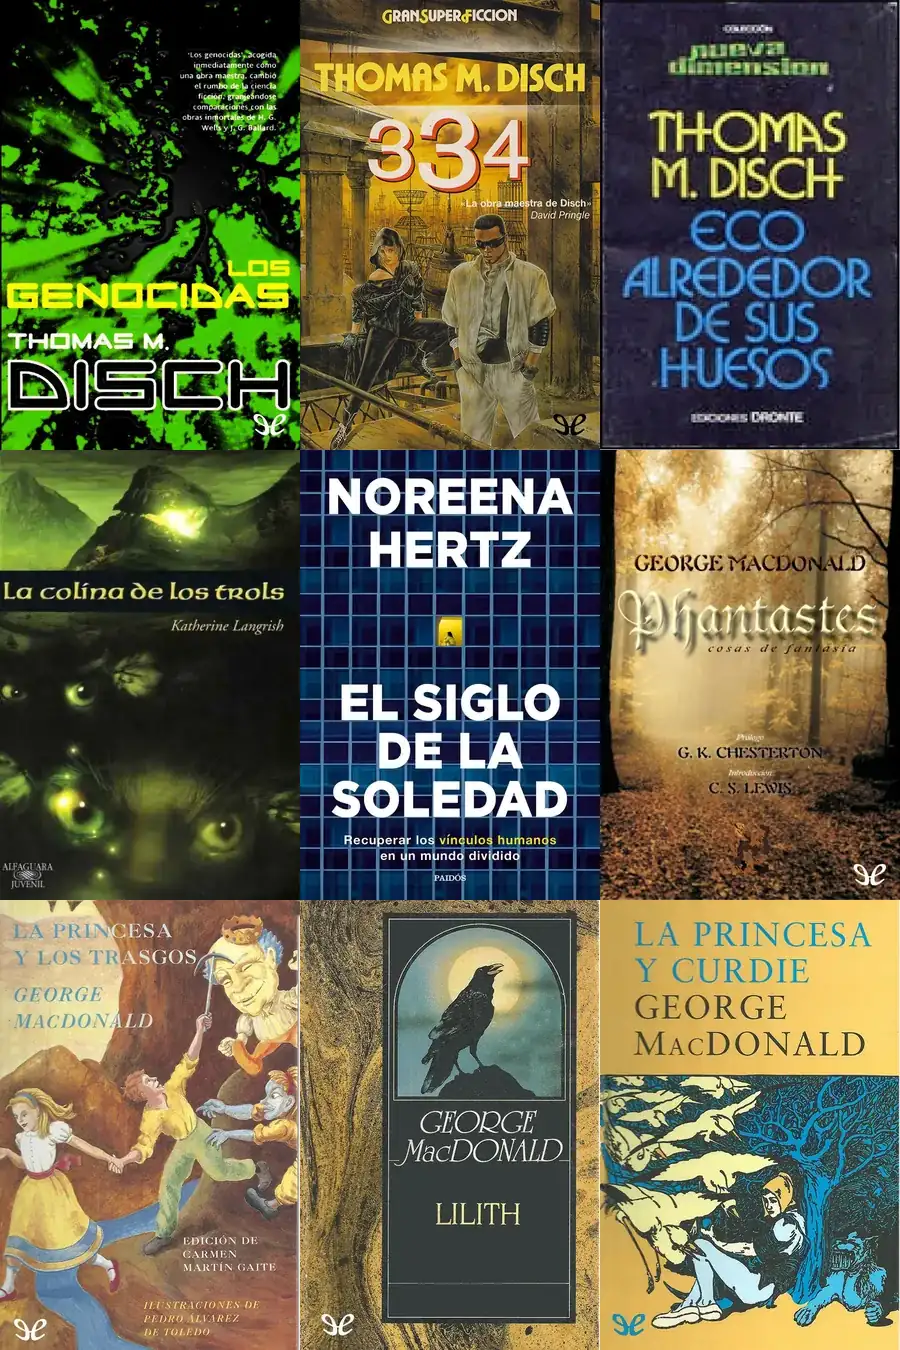 'Los genocidas', acogida
inmediatamente como
una obra maestra, cambió
el rumbo de la ciencia
ficción, granjeándose
comparaciones con las
obras inmortales de H. G.
Wells y J. G. Ballard.
LOS
GENOCIDAS
THOMAS M.
DISCH
GRANSUPERFICCION
THOMAS M. DISCH
334
«La obra maestra de Disch»
David Pringle
COLECCIÓN
nueva
dimension
THOMAS
M. DISCH
ECO
ALREDEDOR
DE SUS
HUESOS
EDICIONES DRONTE
La colina de los trols
Katherine Langrish
ALFAGUARA
JUVENIL
NOREENA
HERTZ
EL SIGLO
DE LA
SOLEDAD
Recuperar los vínculos humanos
en un mundo dividido
PAIDÓS
GEORGE MACDONALD
Phantastes
cosas de fantasía
Prólogo
G. K. CHESTERTON
Introducción
C. S. LEWIS
LA PRINCESA
Y LOS TRASGOS
GEORGE
MACDONALD
EDICIÓN DE
CARMEN
MARTÍN GAITE
ILUSTRACIONES DE
PEDRO ÁLVAREZ
DE TOLEDO
GEORGE
MacDONALD
LILITH
LA PRINCESA
Y CURDIE
GEORGE
MACDONALD